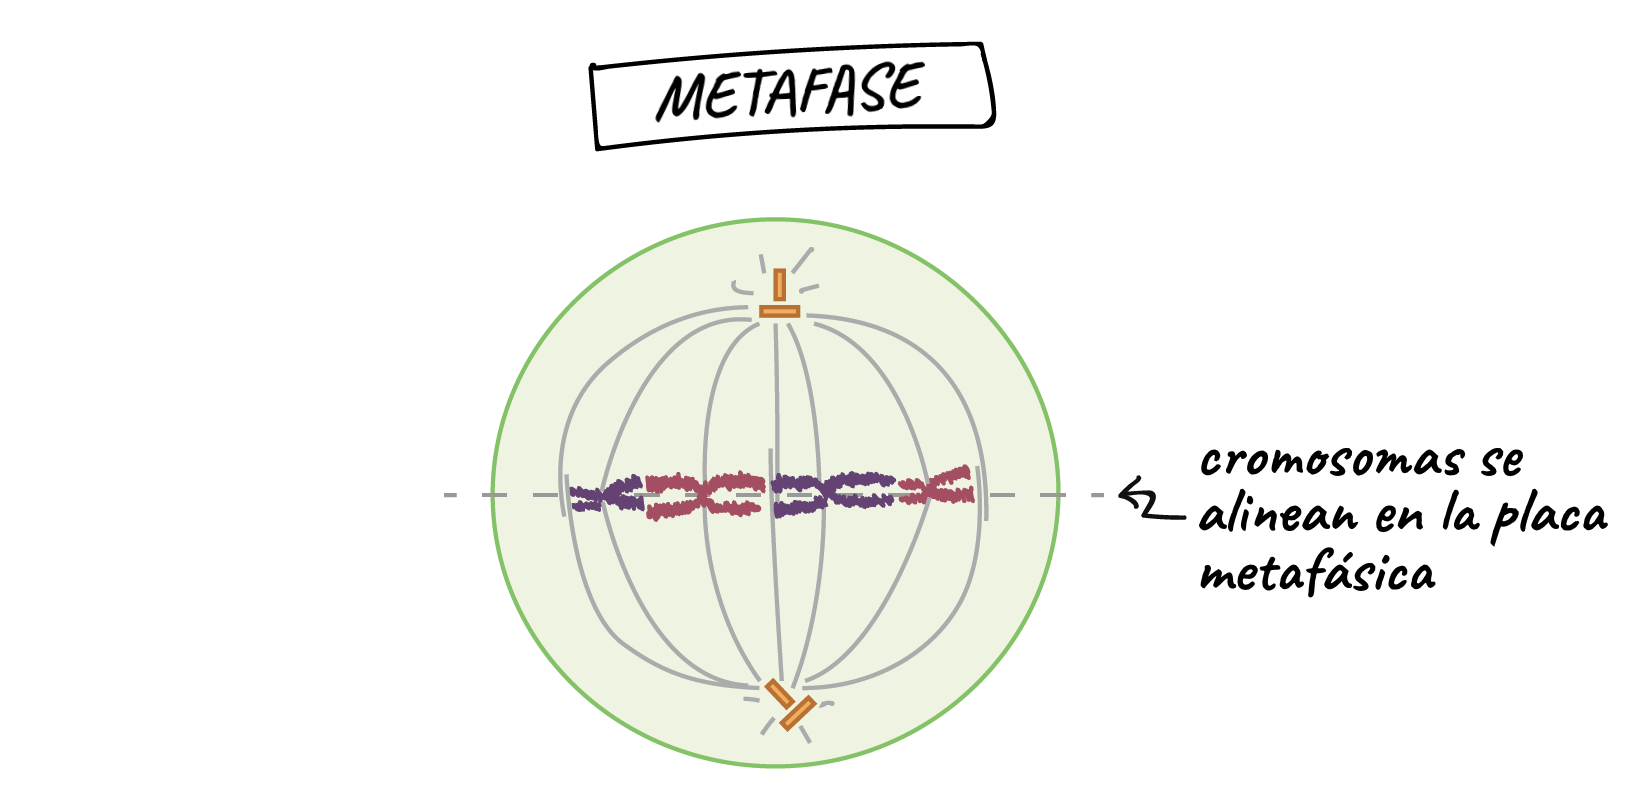 METAFASE
cromosomas se
alinean en la placa
metafásica